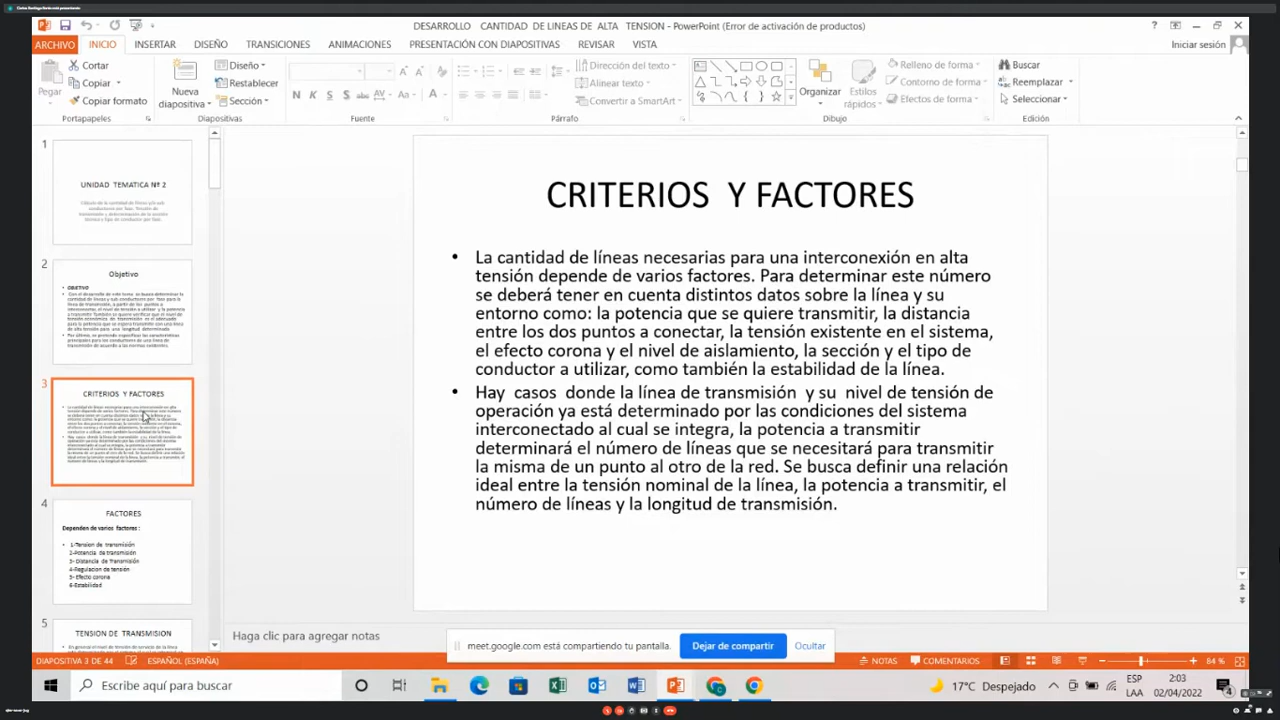 DESARROLLO CANTIDAD DE LINEAS DE ALTA TENSION - PowerPoint (Error de activación de productos)
ARCHIVO INICIO INSERTAR DISEÑO TRANSICIONES ANIMACIONES PRESENTACIÓN CON DIAPOSITIVAS REVISAR VISTA Iniciar sesión
Pegar
Cortar
Copiar
Copiar formato
Portapapeles
Nueva
diapositiva
Diseño
Restablecer
Sección
Diapositivas
N K S S abc AV Aa A
Fuente
Dirección del texto
Alinear texto
Convertir a SmartArt
Párrafo
Organizar
Estilos
rápidos
Relleno de forma
Contorno de forma
Efectos de forma
Dibujo
Buscar
Reemplazar
Seleccionar
Edición
1
UNIDAD TEMATICA Nº 2
2
Objetivo
OBJETIVO
3
CRITERIOS Y FACTORES
4
FACTORES
Dependen de varios factores :
1-Tension de transmisión
2-Potencia de transmisión
3- Distancia de Transmisión
4-Regulacion de tensión
5- Efecto corona
6-Estabilidad
5
TENSION DE TRANSMISION
CRITERIOS Y FACTORES
• La cantidad de líneas necesarias para una interconexión en alta
tensión depende de varios factores. Para determinar este número
se deberá tener en cuenta distintos datos sobre la línea y su
entorno como: la potencia que se quiere transmitir, la distancia
entre los dos puntos a conectar, la tensión existente en el sistema,
el efecto corona y el nivel de aislamiento, la sección y el tipo de
conductor a utilizar, como también la estabilidad de la línea.
• Hay casos donde la línea de transmisión y su nivel de tensión de
operación está determinado por las condiciones del sistema
interconectado al cual se integra, la potencia a transmitir
determinará el número de líneas que se necesitará para transmitir
la misma de un punto al otro de la red. Se busca definir una relación
ideal entre la tensión nominal de la línea, la potencia a transmitir, el
número de líneas y la longitud de transmisión.
Haga clic para agregar notas
meet.google.com está compartiendo tu pantalla. Dejar de compartir Ocultar
DIAPOSITIVA 3 DE 44 ESPAÑOL (ESPAÑA) NOTAS COMENTARIOS 84 %
Escribe aquí para buscar
17°C Despejado
ESP
LAA
2:03
02/04/2022
4